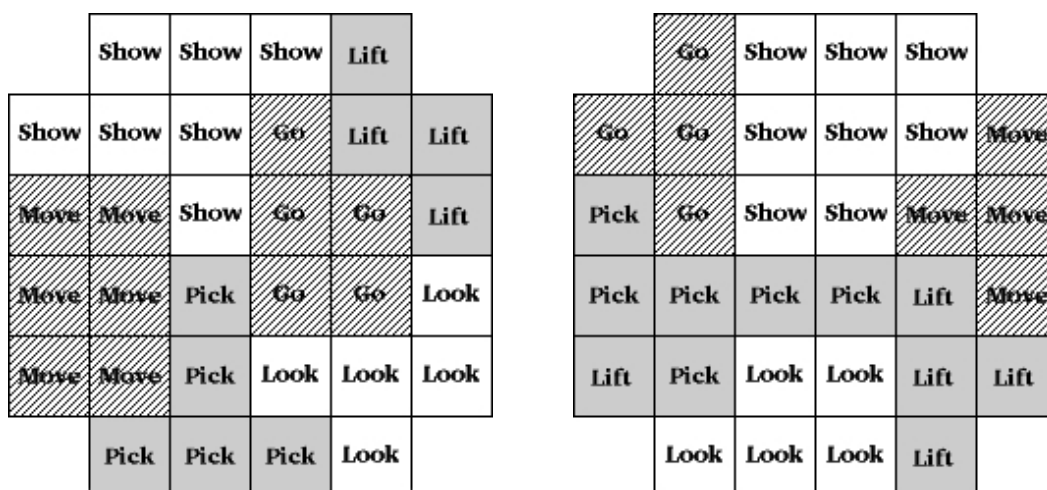 Show Show Show Lift
Show Show Show Go Lift Lift
Move Move Show Go Go Lift
Move Move Pick Go Go Look
Move Move Pick Look Look Look
Pick Pick Pick Look
Go Show Show Show
Go Go Show Show Show Move
Pick Go Show Show Move Move
Pick Pick Pick Pick Lift Move
Lift Pick Look Look Lift Lift
Look Look Look Lift